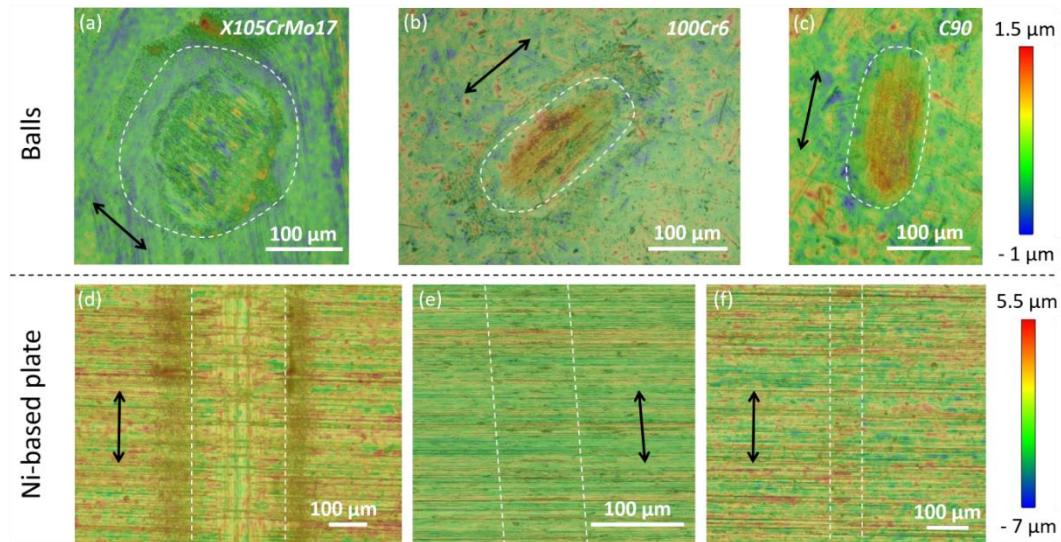 Balls
(a) X105CrMo17
100 µm
(b) 100Cr6
100 µm
(c) C90
100 µm
1.5 µm
- 1 µm
Ni-based plate
(d)
100 µm
(e)
100 µm
(f)
100 µm
5.5 µm
- 7 µm